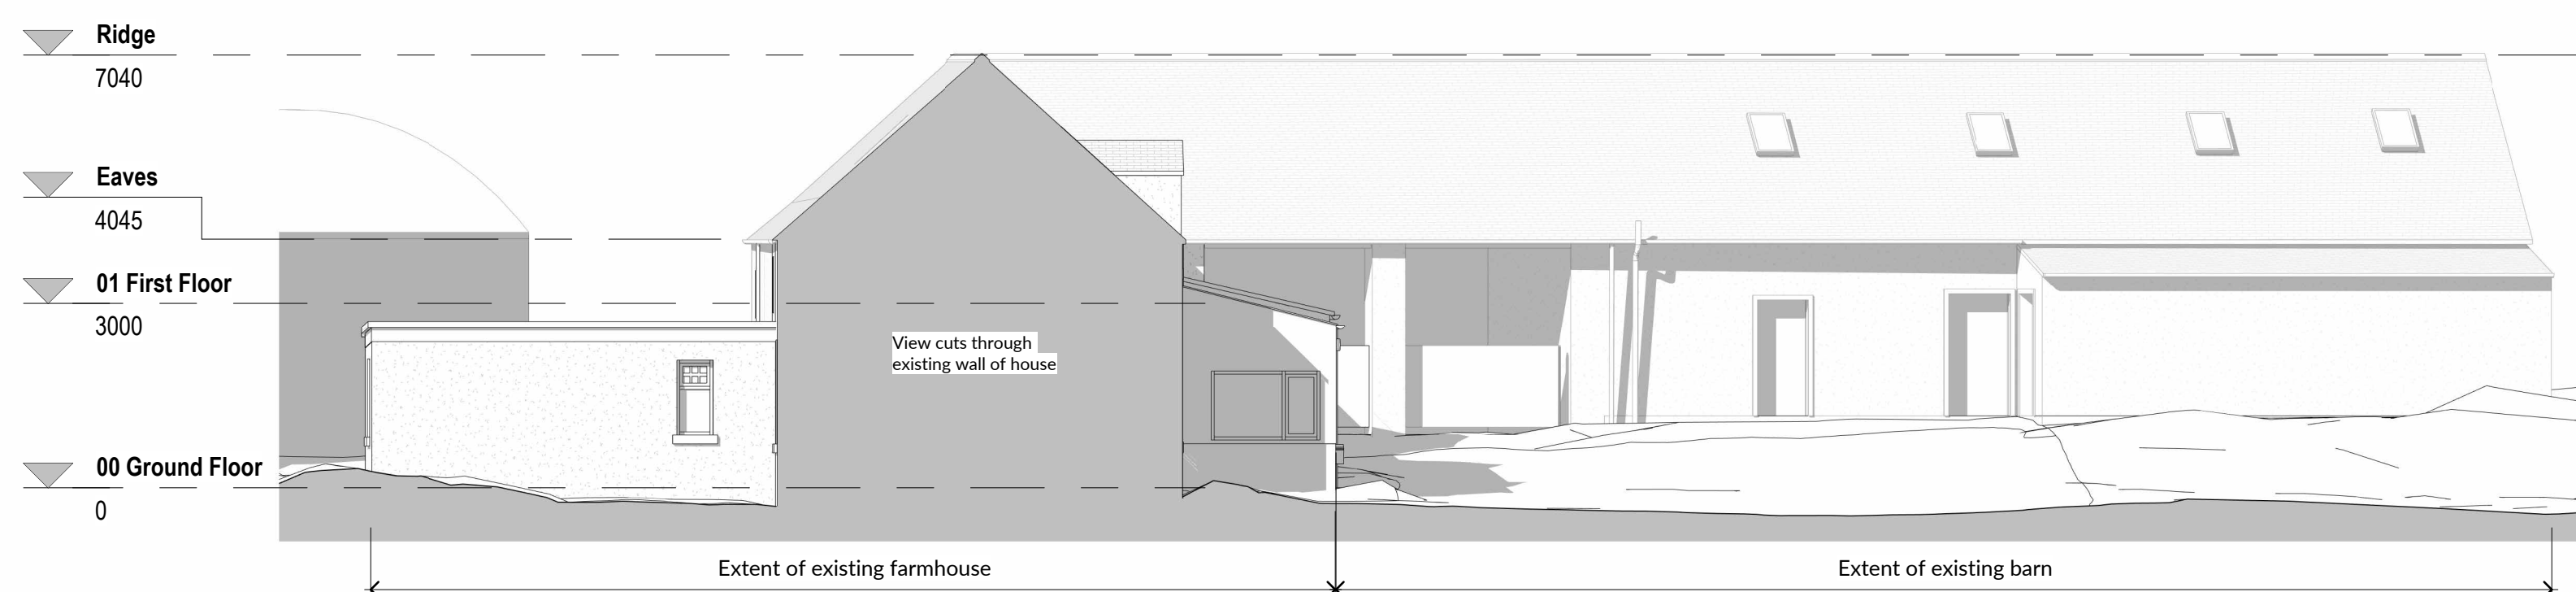 Ridge
7040
Eaves
4045
01 First Floor
3000
View cuts through
existing wall of house
00 Ground Floor
0
Extent of existing farmhouse
Extent of existing barn